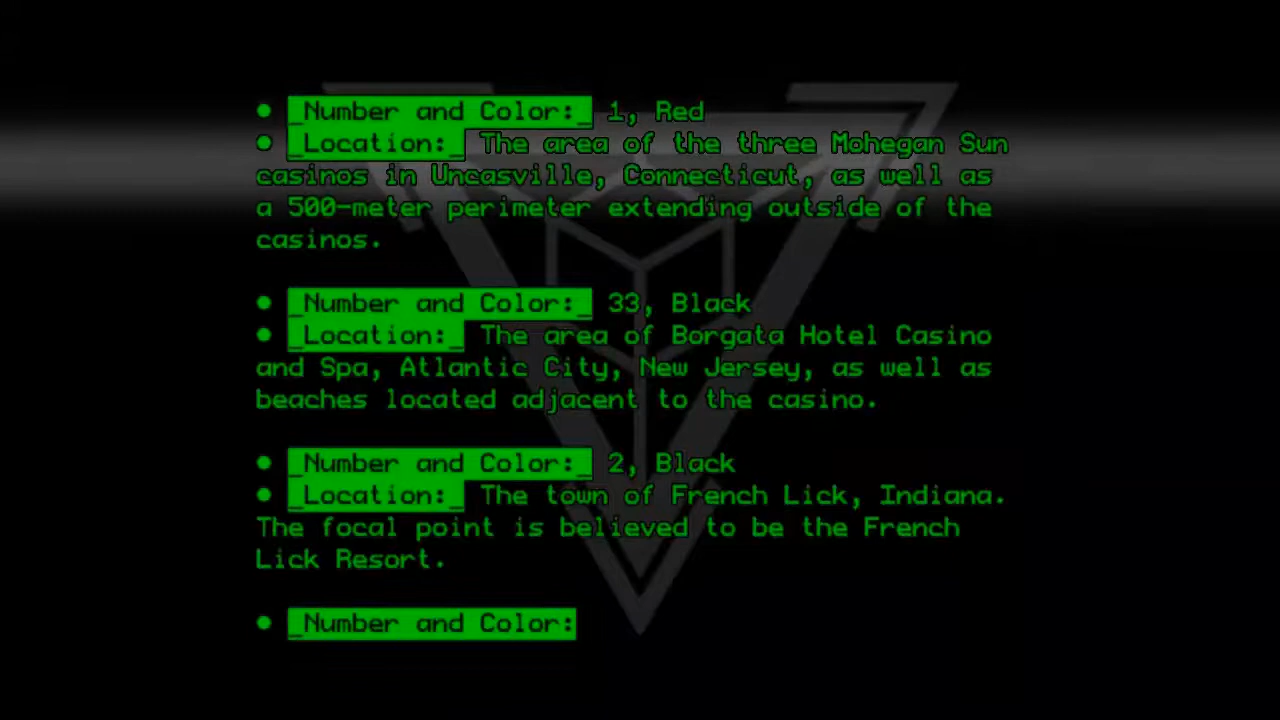 • _Number and Color:_ 1, Red
• _Location:_ The area of the three Mohegan Sun
casinos in Uncasville, Connecticut, as well as
a 500-meter perimeter extending outside of the
casinos.
• _Number and Color:_ 33, Black
• _Location:_ The area of Borgata Hotel Casino
and Spa, Atlantic City, New Jersey, as well as
beaches located adjacent to the casino.
• _Number and Color:_ 2, Black
• _Location:_ The town of French Lick, Indiana.
The focal point is believed to be the French
Lick Resort.
• _Number and Color: